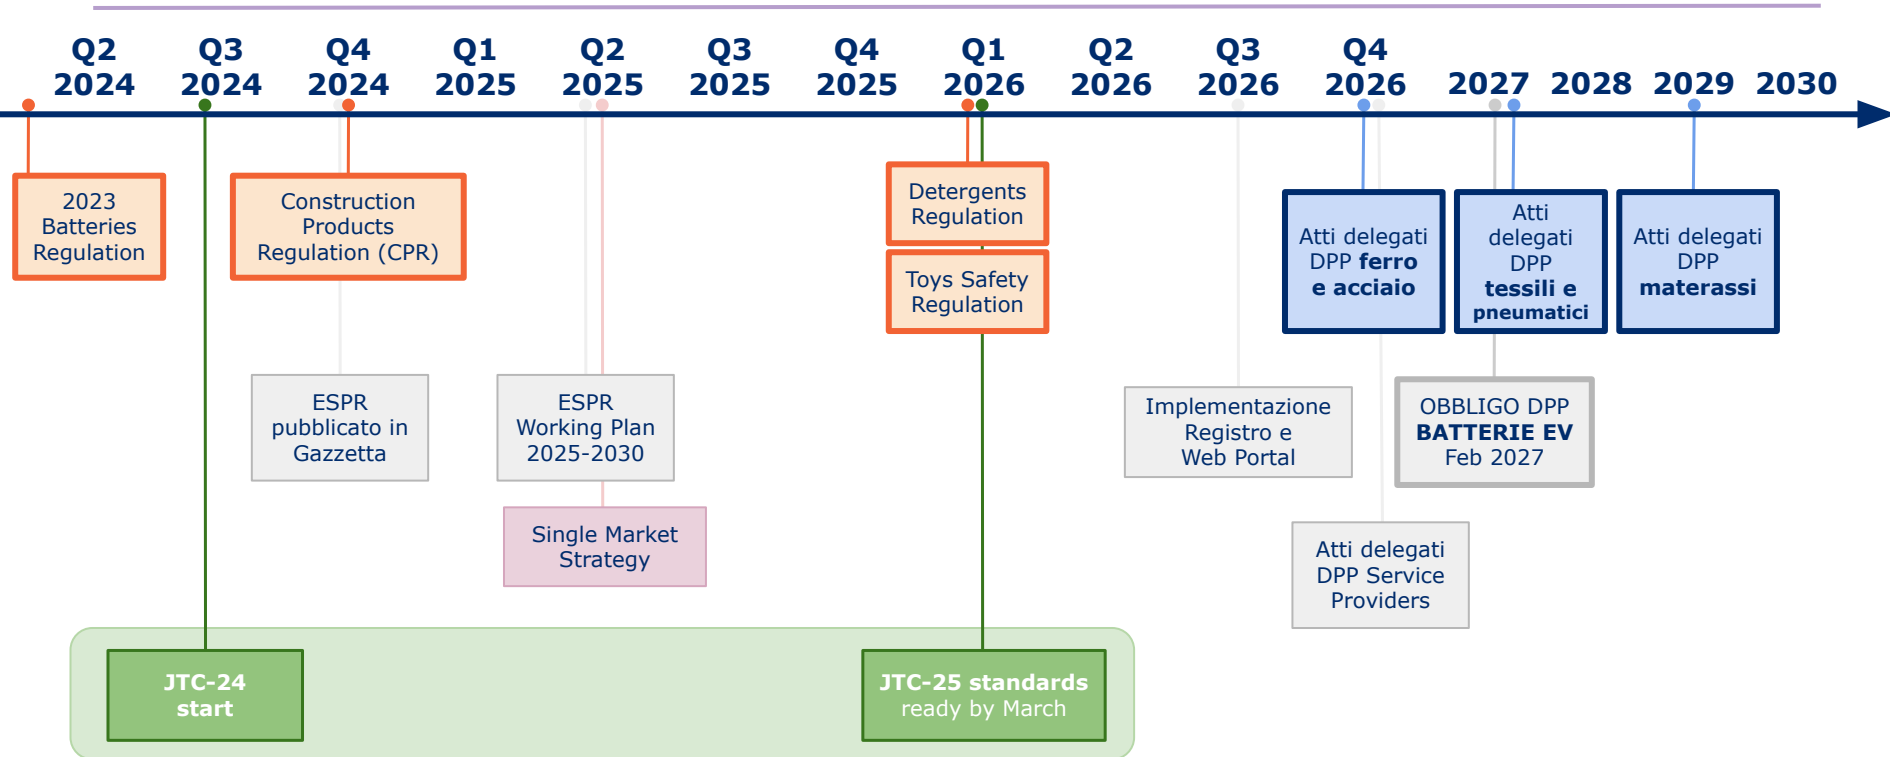 Q2
2024
Q3
2024
Q4
2024
Q1
2025
Q2
2025
Q3
2025
Q4
2025
Q1
2026
Q2
2026
Q3
2026
Q4
2026
2027
2028
2029
2030
2023
Batteries
Regulation
Construction
Products
Regulation (CPR)
Detergents
Regulation
Toys Safety
Regulation
Atti delegati
DPP ferro
e acciaio
Atti
delegati
DPP
tessili e
pneumatici
Atti delegati
DPP
materassi
ESPR
pubblicato in
Gazzetta
ESPR
Working Plan
2025-2030
Implementazione
Registro e
Web Portal
OBBLIGO DPP
BATTERIE EV
Feb 2027
Single Market
Strategy
Atti delegati
DPP Service
Providers
JTC-24
start
JTC-25 standards
ready by March